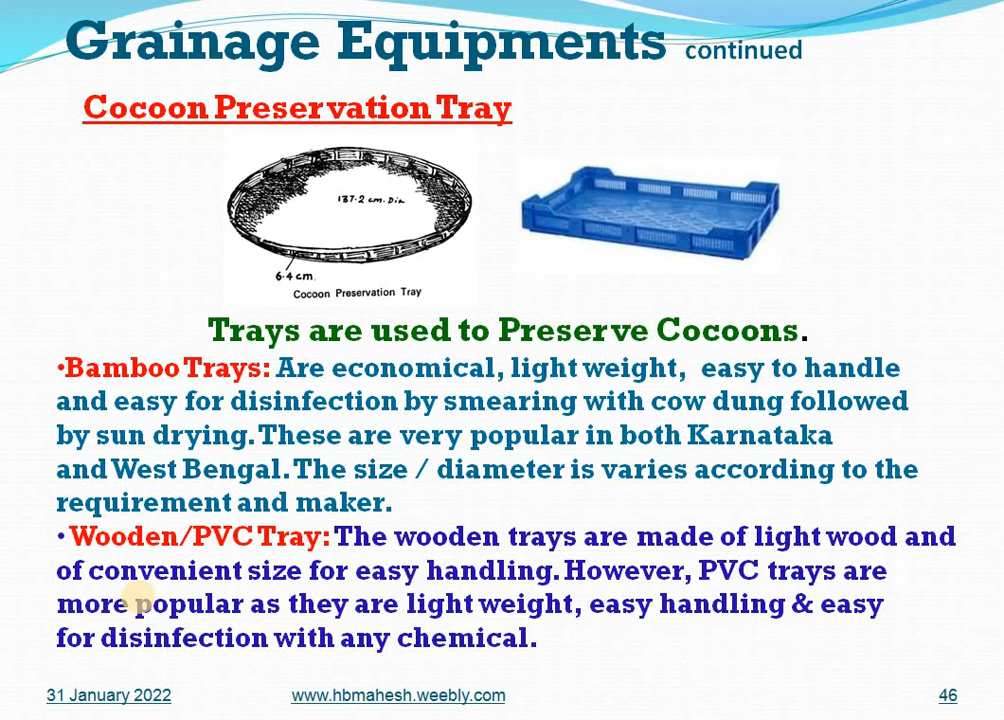 Grainage Equipments continued
Cocoon Preservation Tray
137.2 cm. Dia
6.4 cm.
Cocoon Preservation Tray
Trays are used to Preserve Cocoons.
•Bamboo Trays: Are economical, light weight, easy to handle
and easy for disinfection by smearing with cow dung followed
by sun drying. These are very popular in both Karnataka
and West Bengal. The size / diameter is varies according to the
requirement and maker.
• Wooden/PVC Tray: The wooden trays are made of light wood and
of convenient size for easy handling. However, PVC trays are
more popular as they are light weight, easy handling & easy
for disinfection with any chemical.
31 January 2022 www.hbmahesh.weebly.com 46